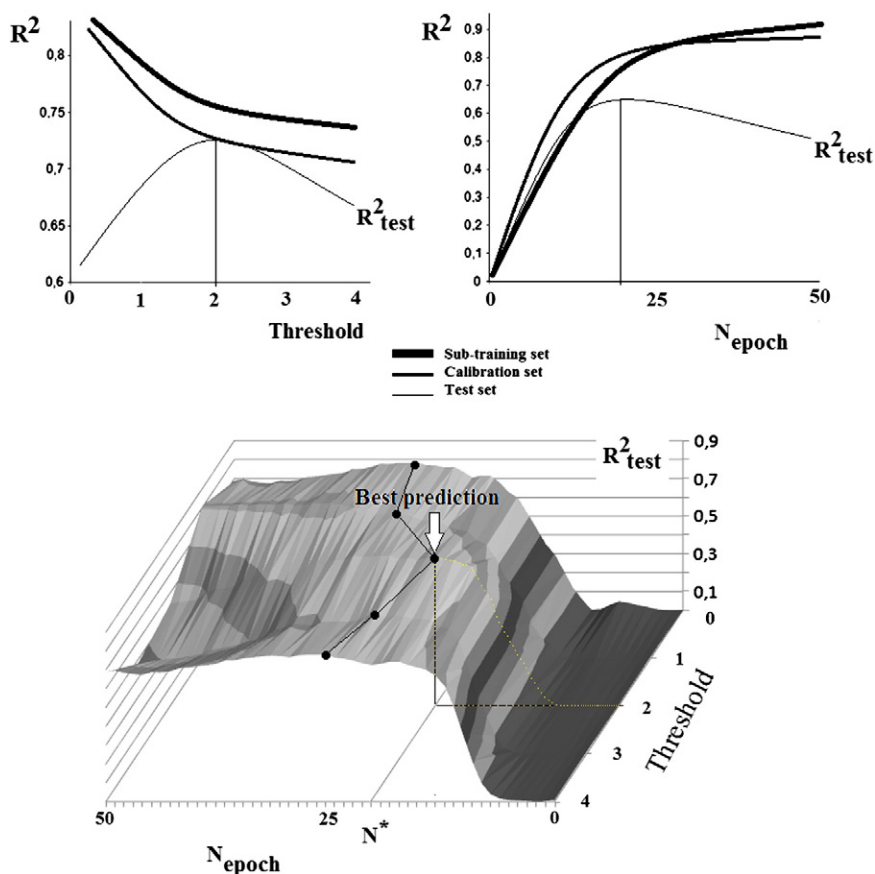 R²
0,8
0,75
0,7
0,65
0,6
0 1 2 3 4
R²test
Threshold
R²
0.9
0.8
0.7
0.6
0.5
0.4
0.3
0.2
0.1
0
0 25 50
R²test
Nepoch
Sub-training set
Calibration set
Test set
R²test
0,9
0,7
0,5
0,3
0,1
0
1
2
3
4
Threshold
Best prediction
50 25 0
N*
Nepoch